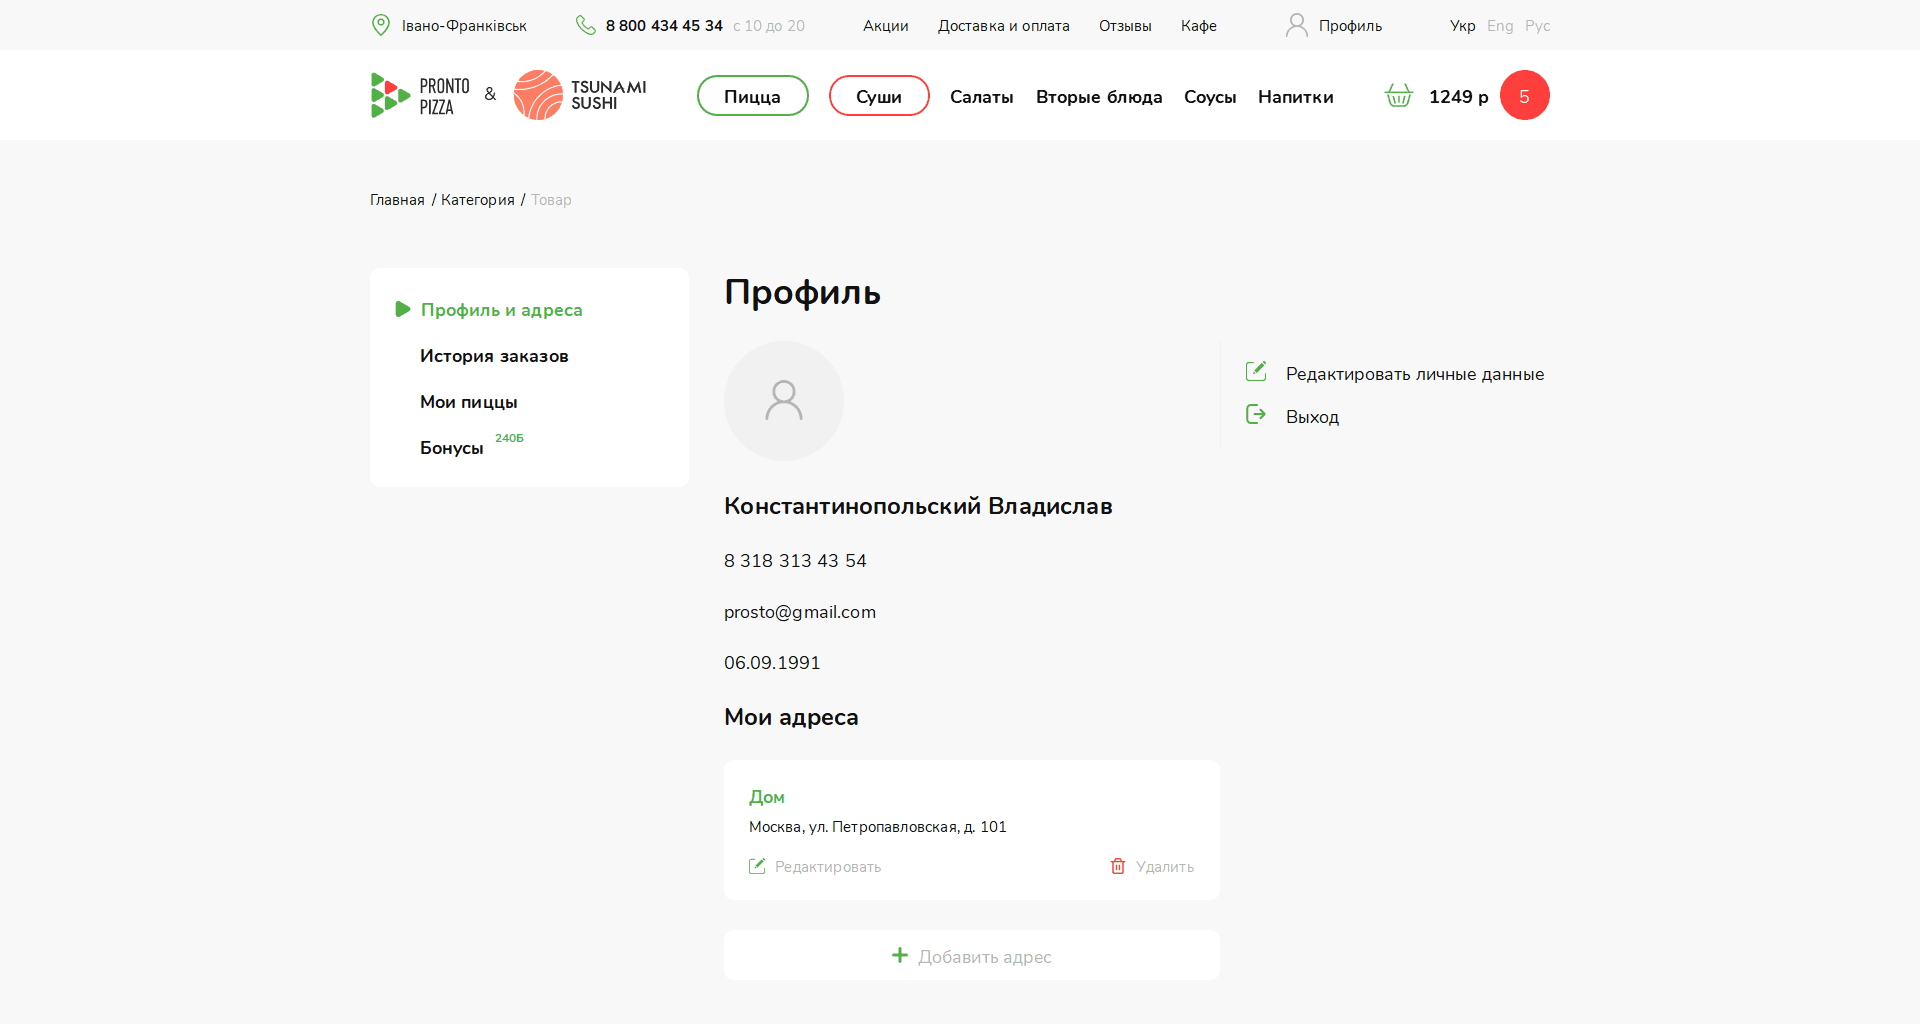 Івано-Франківськ 8 800 434 45 34 с 10 до 20 Акции Доставка и оплата Отзывы Кафе Профиль Укр Eng Рус
PRONTO PIZZA & TSUNAMI SUSHI Пицца Суши Салаты Вторые блюда Соусы Напитки 1249 р 5
Главная / Категория / Товар
Профиль и адреса
История заказов
Мои пиццы
Бонусы 240Б
Профиль
Редактировать личные данные
Выход
Константинопольский Владислав
8 318 313 43 54
prosto@gmail.com
06.09.1991
Мои адреса
Дом
Москва, ул. Петропавловская, д. 101
Редактировать Удалить
Добавить адрес